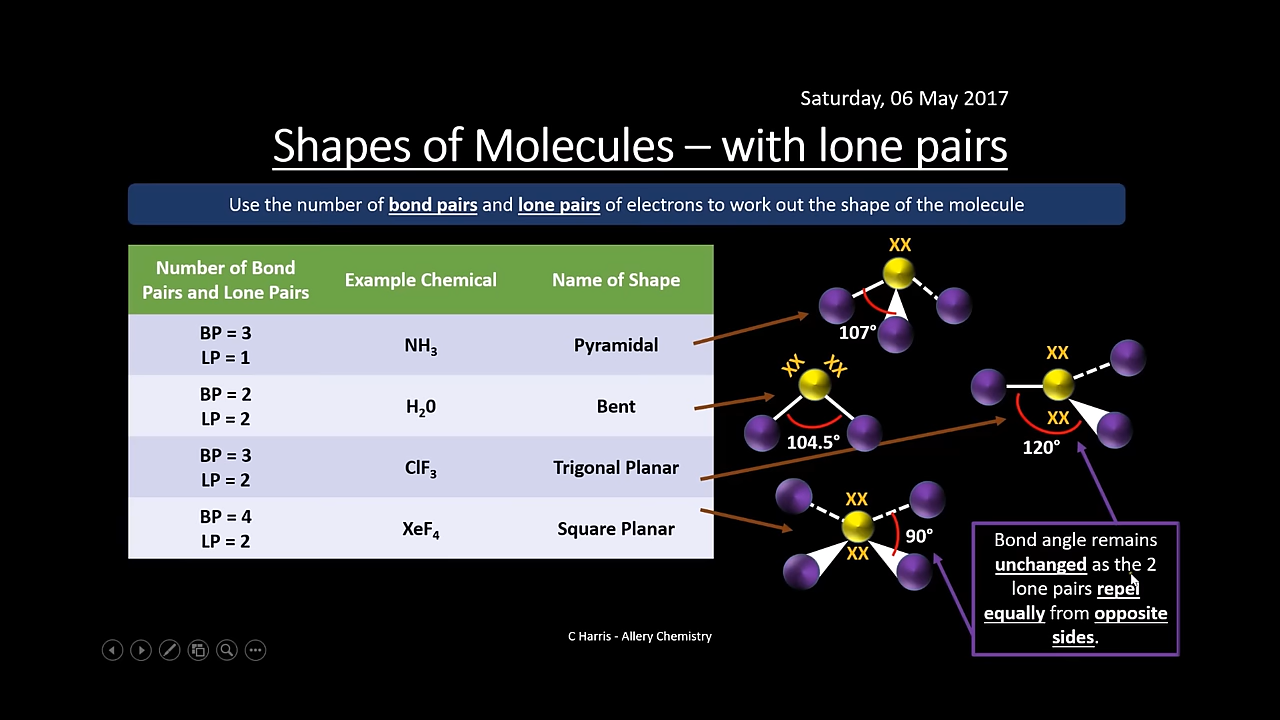 Saturday, 06 May 2017
Shapes of Molecules – with lone pairs
Use the number of bond pairs and lone pairs of electrons to work out the shape of the molecule
Number of Bond Pairs and Lone Pairs
Example Chemical
Name of Shape
BP = 3
LP = 1
NH₃
Pyramidal
BP = 2
LP = 2
H₂0
Bent
BP = 3
LP = 2
ClF₃
Trigonal Planar
BP = 4
LP = 2
XeF₄
Square Planar
XX
107°
XX
XX
104.5°
XX
XX
120°
XX
XX
90°
Bond angle remains
unchanged as the 2
lone pairs repel
equally from opposite
sides.
C Harris - Allery Chemistry